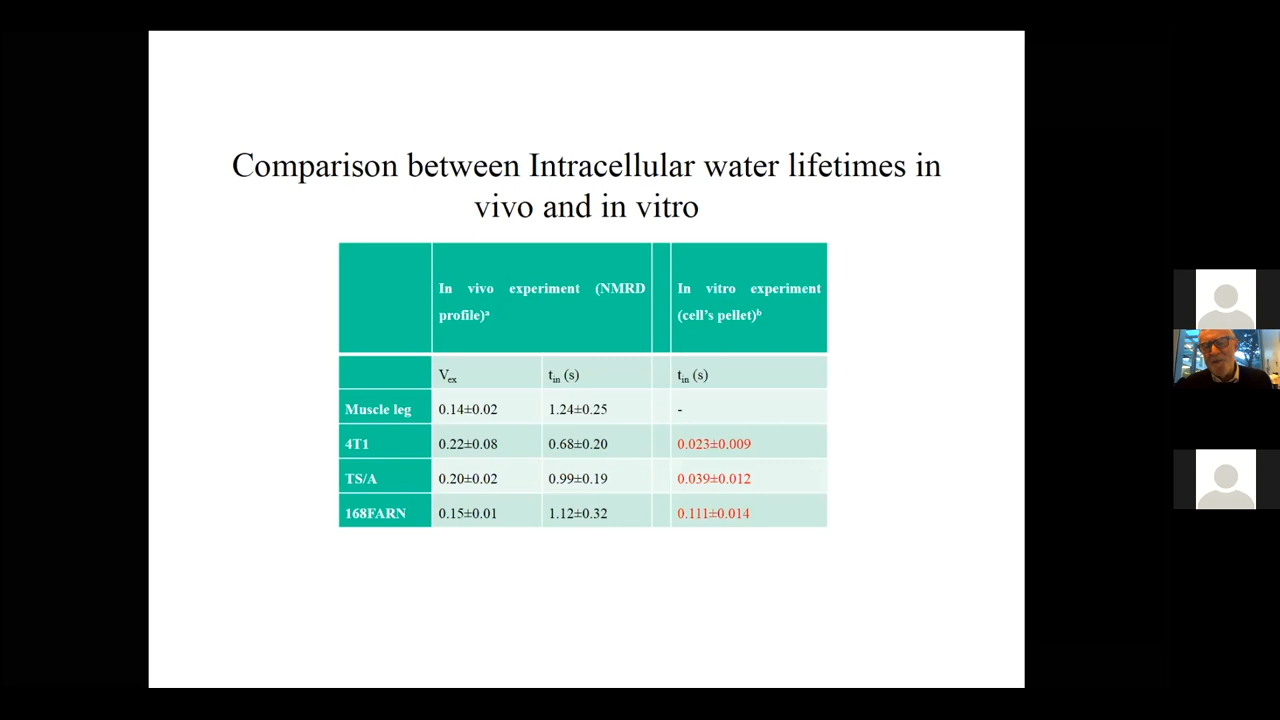 Comparison between Intracellular water lifetimes in
vivo and in vitro
In vivo experiment (NMRD
profile)ᵃ
In vitro experiment
(cell's pellet)ᵇ
Vₑₓ tᵢₙ (s) tᵢₙ (s)
Muscle leg 0.14±0.02 1.24±0.25 -
4T1 0.22±0.08 0.68±0.20 0.023±0.009
TS/A 0.20±0.02 0.99±0.19 0.039±0.012
168FARN 0.15±0.01 1.12±0.32 0.111±0.014